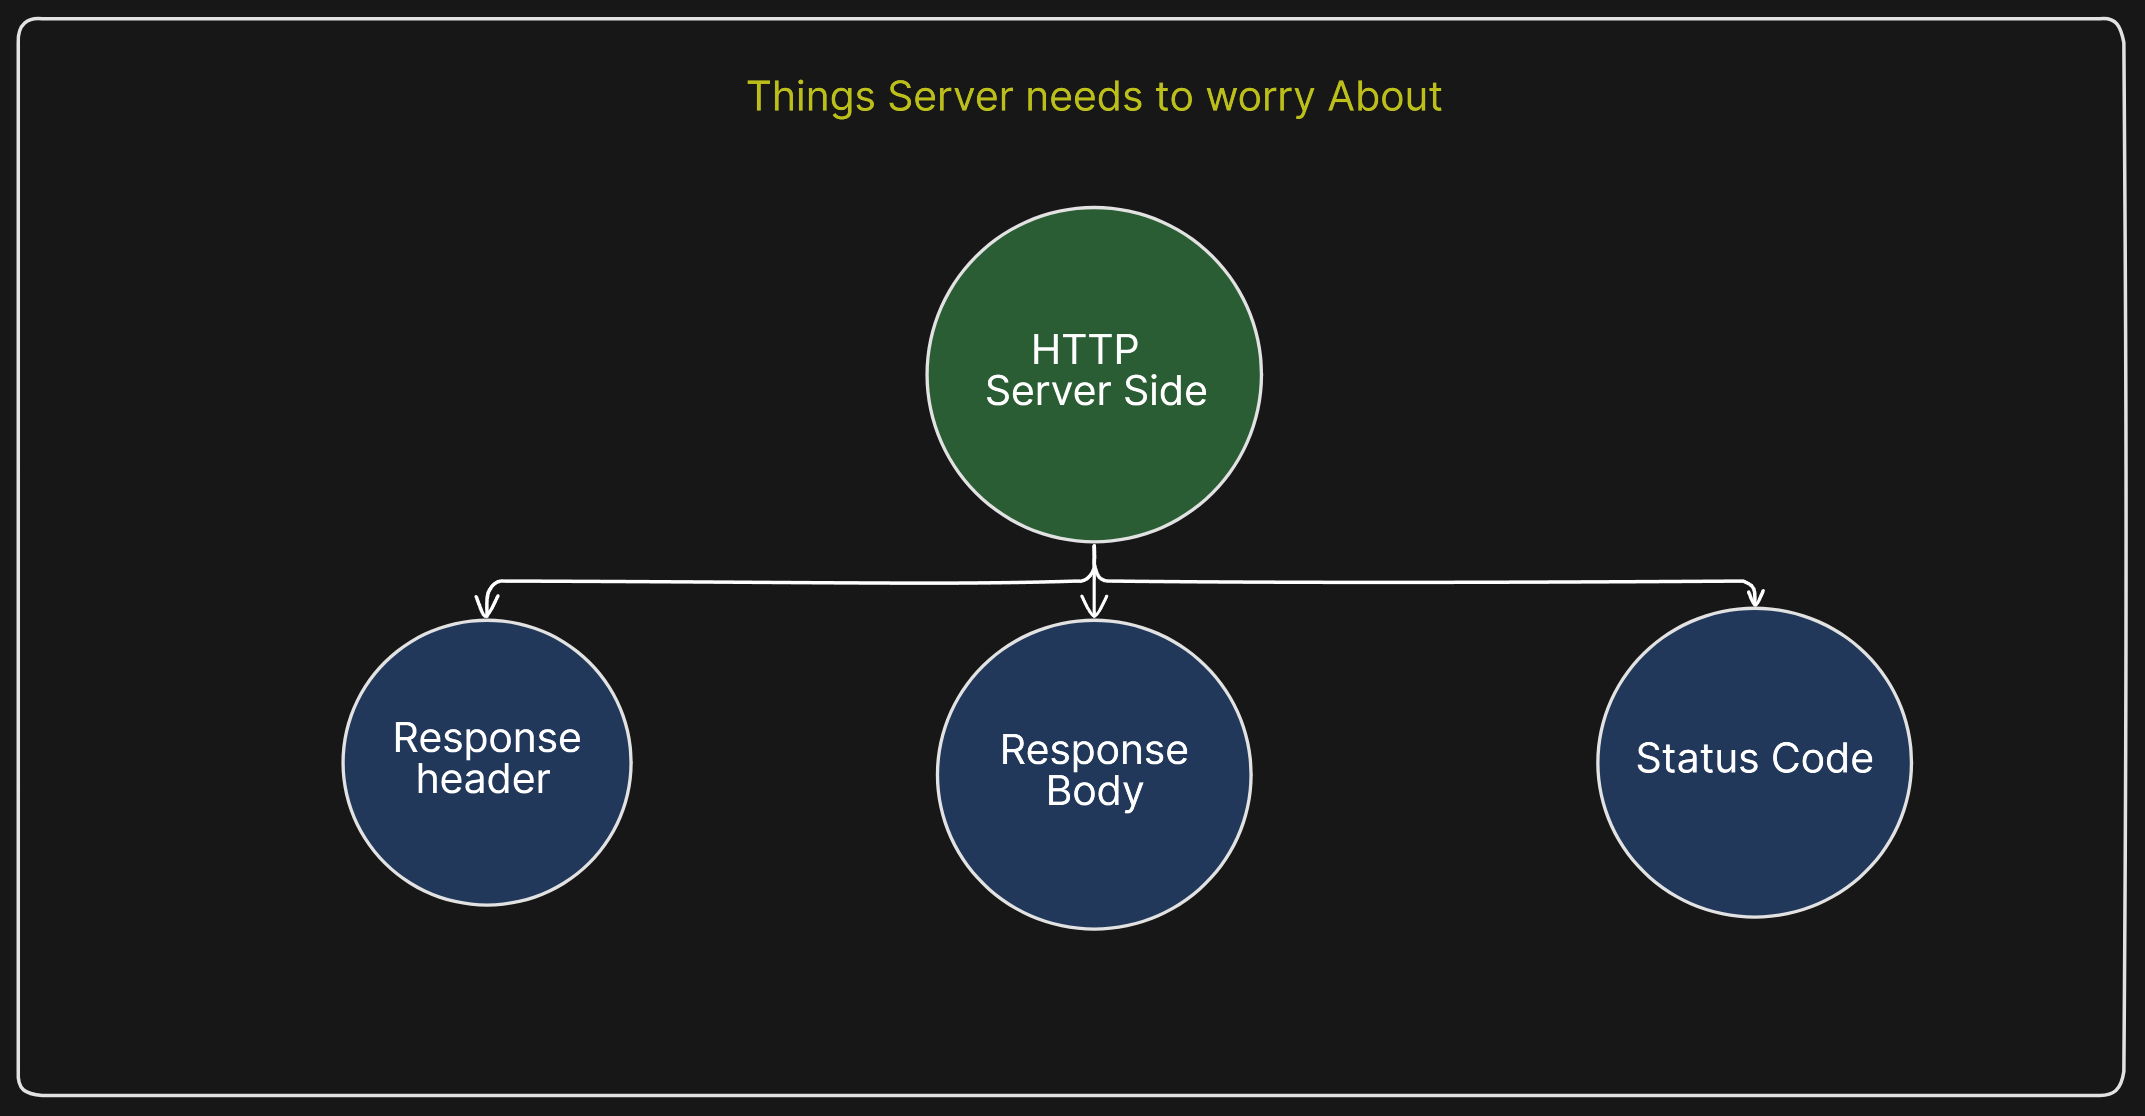 Things Server needs to worry About
HTTP
Server Side
Response
header
Response
Body
Status Code